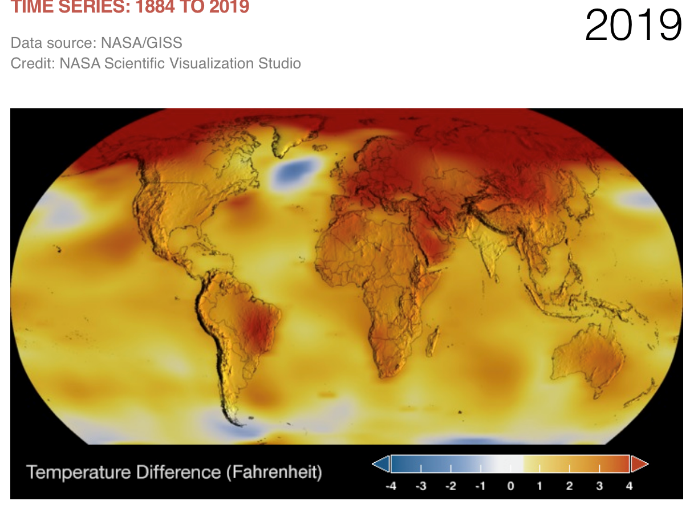 TIME SERIES: 1884 TO 2019
2019
Data source: NASA/GISS
Credit: NASA Scientific Visualization Studio
Temperature Difference (Fahrenheit)
-4 -3 -2 -1 0 1 2 3 4